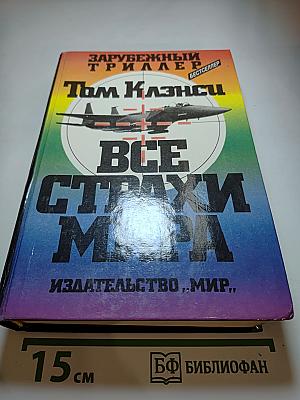 ЗАРУБЕЖНЫЙ
ТРИЛЛЕР
БЕСТСЕЛЛЕР
Том Клэнси
ВСЕ
СТРАХИ
МИРА
ИЗДАТЕЛЬСТВО „МИР„
15 см
БФ БИБЛИОФАН